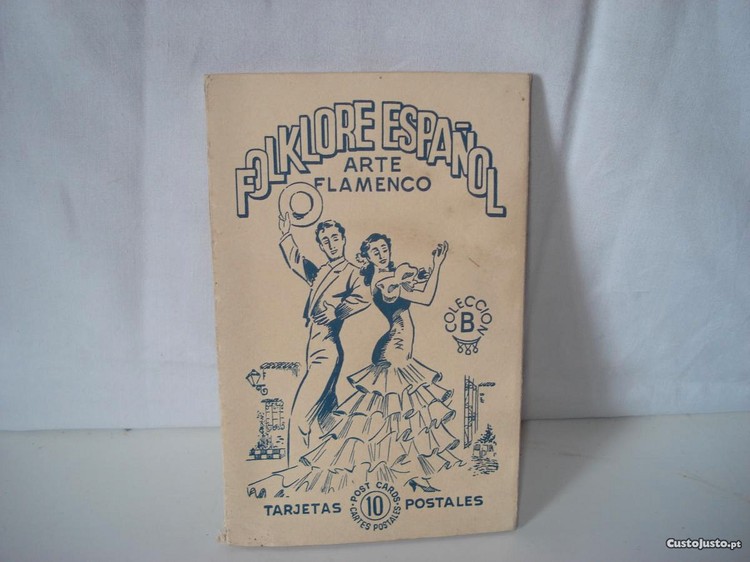 FOLKLORE ESPAÑOL
ARTE
FLAMENCO
COLECCION
B
TARJETAS
POST CARDS
10
CARTES POSTALES
POSTALES
CustoJusto.pt